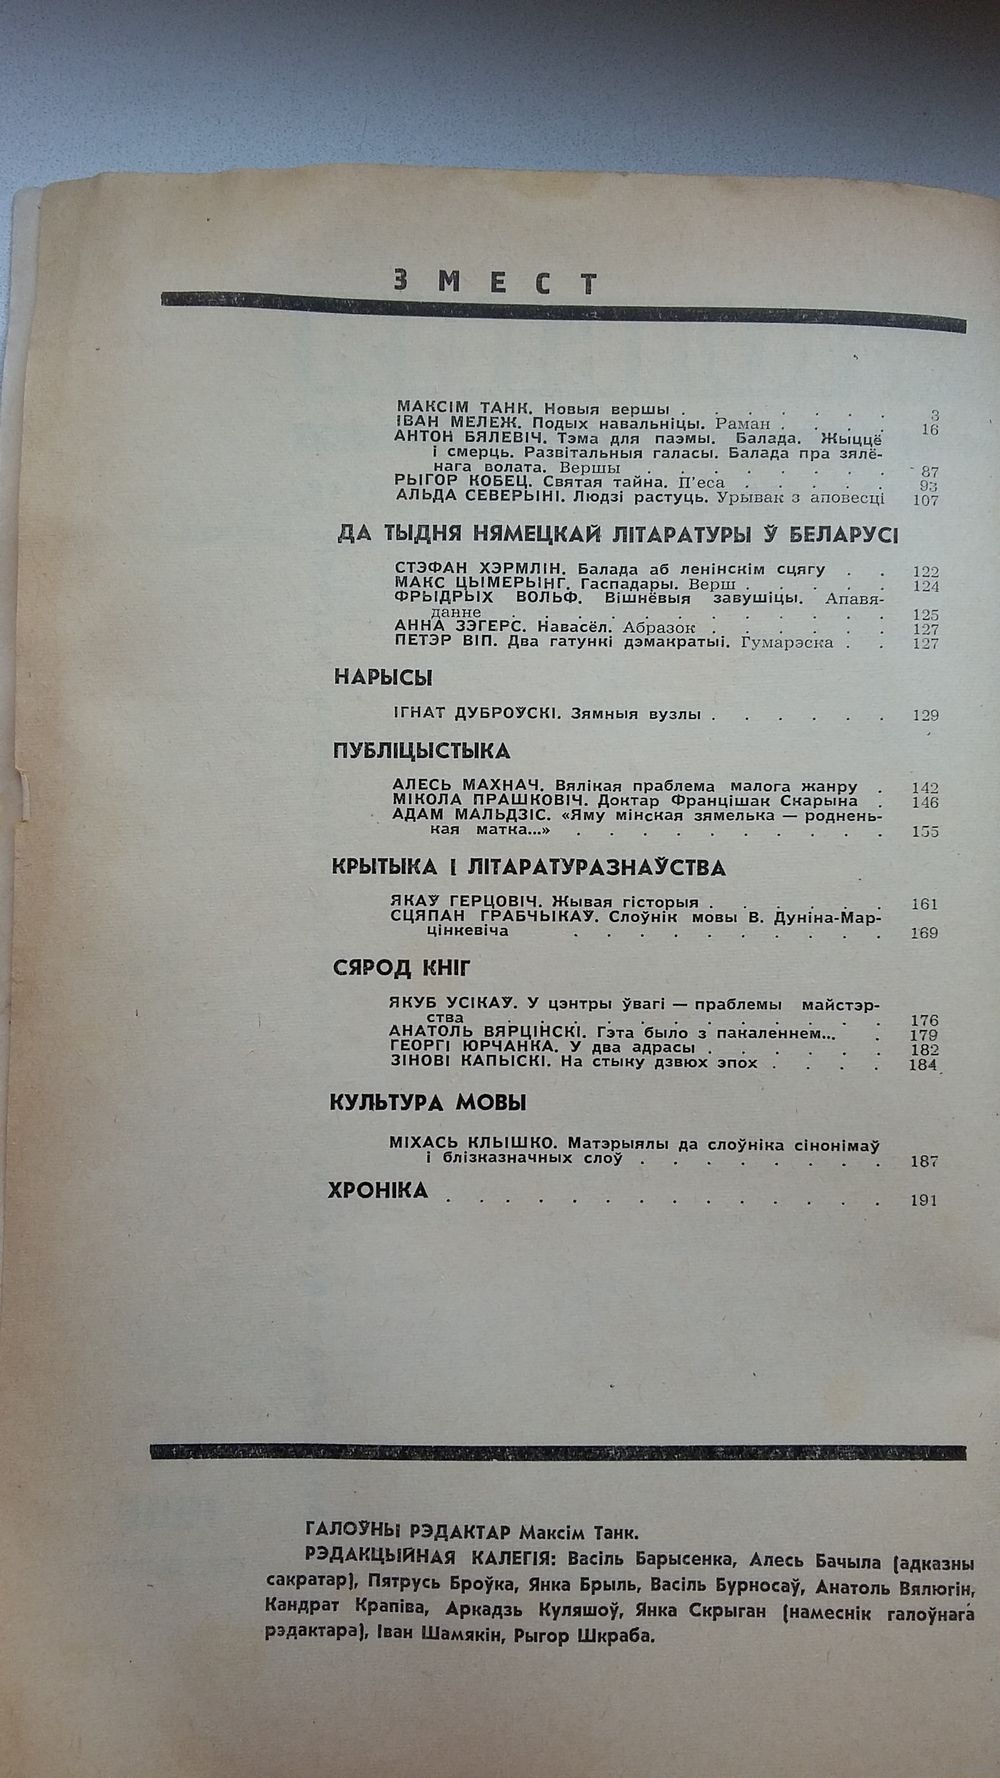 ЗМЕСТ
МАКСІМ ТАНК. Новыя вершы . . . . . . . 3
ІВАН МЕЛЕЖ. Подых навальніцы. Раман . . . . 16
АНТОН БЯЛЕВІЧ. Тэма для паэмы. Балада. Жыццё
і смерць. Развітальныя галасы. Балада пра зялё-
нага волата. Вершы . . . . . . . . 87
РЫГОР КОБЕЦ. Святая тайна. П'еса . . . . . 93
АЛЬДА СЕВЕРЫНІ. Людзі растуць. Урывак з аповесці 107
ДА ТЫДНЯ НЯМЕЦКАЙ ЛІТАРАТУРЫ Ў БЕЛАРУСІ
СТЭФАН ХЭРМЛІН. Балада аб ленінскім сцягу . . 122
МАКС ЦЫМЕРЫНГ. Гаспадары. Верш . . . . . 124
ФРЫДРЫХ ВОЛЬФ. Вішнёвыя завушіцы. Апавя-
данне . . . . . . . . . . . . 125
АННА ЗЭГЕРС. Навасёл. Абразок . . . . . . 127
ПЕТЭР ВІП. Два гатункі дэмакратыі. Гумарэска . . 127
НАРЫСЫ
ІГНАТ ДУБРОЎСКІ. Зямныя вузлы . . . . . . 129
ПУБЛІЦЫСТЫКА
АЛЕСЬ МАХНАЧ. Вялікая праблема малога жанру . 142
МІКОЛА ПРАШКОВІЧ. Доктар Францішак Скарына . 146
АДАМ МАЛЬДЗІС. «Яму мінская зямелька — роднень-
кая матка...» . . . . . . . . . . 155
КРЫТЫКА І ЛІТАРАТУРАЗНАЎСТВА
ЯКАЎ ГЕРЦОВІЧ. Жывая гісторыя . . . . . . 161
СЦЯПАН ГРАБЧЫКАЎ. Слоўнік мовы В. Дуніна-Мар-
цінкевіча . . . . . . . . . . 169
СЯРОД КНІГ
ЯКУБ УСІКАЎ. У цэнтры ўвагі — праблемы майстэр-
ства . . . . . . . . . . . . 176
АНАТОЛЬ ВЯРЦІНСКІ. Гэта было з пакаленнем... . 179
ГЕОРГІ ЮРЧАНКА. У два адрасы . . . . . . 182
ЗІНОВІ КАПЫСКІ. На стыку дзвюх эпох . . . . 184
КУЛЬТУРА МОВЫ
МІХАСЬ КЛЫШКО. Матэрыялы да слоўніка сінонімаў
і блізказначных слоў . . . . . . . . 187
ХРОНІКА . . . . . . . . . . . . . . 191
ГАЛОЎНЫ РЭДАКТАР Максім Танк.
РЭДАКЦЫЙНАЯ КАЛЕГІЯ: Васіль Барысенка, Алесь Бачыла (адказны
сакратар), Пятрусь Броўка, Янка Брыль, Васіль Бурносаў, Анатоль Вялюгін,
Кандрат Крапіва, Аркадзь Куляшоў, Янка Скрыган (намеснік галоўнага
рэдактара), Іван Шамякін, Рыгор Шкраба.